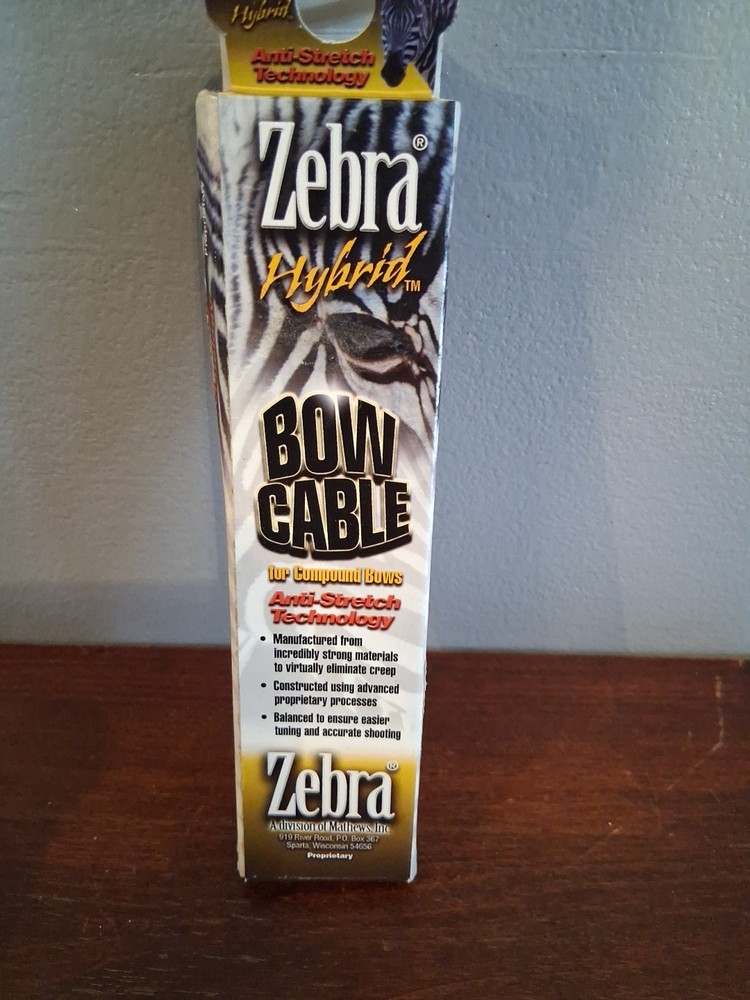 Hybrid
Anti-Stretch
Technology
Zebra®
Hybrid™
BOW
CABLE
for Compound Bows
Anti-Stretch
Technology
• Manufactured from
incredibly strong materials
to virtually eliminate creep
• Constructed using advanced
proprietary processes
• Balanced to ensure easier
tuning and accurate shooting
Zebra®
A division of Mathews, Inc.
919 River Road, P.O. Box 367
Sparta, Wisconsin 54656
Proprietary